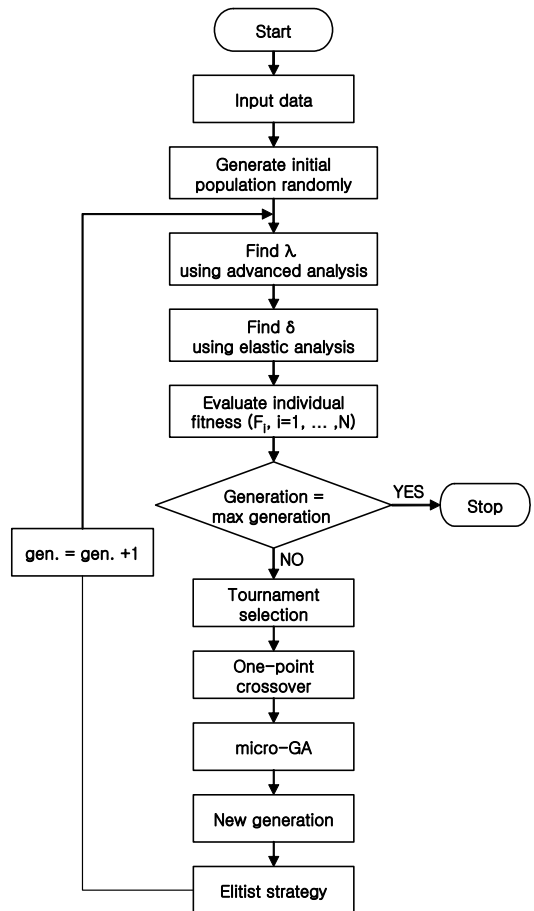 Start
Input data
Generate initial
population randomly
Find λ
using advanced analysis
Find δ
using elastic analysis
Evaluate individual
fitness (Fi, i=1, ... ,N)
Generation =
max generation
YES
Stop
NO
gen. = gen. +1
Tournament
selection
One-point
crossover
micro-GA
New generation
Elitist strategy